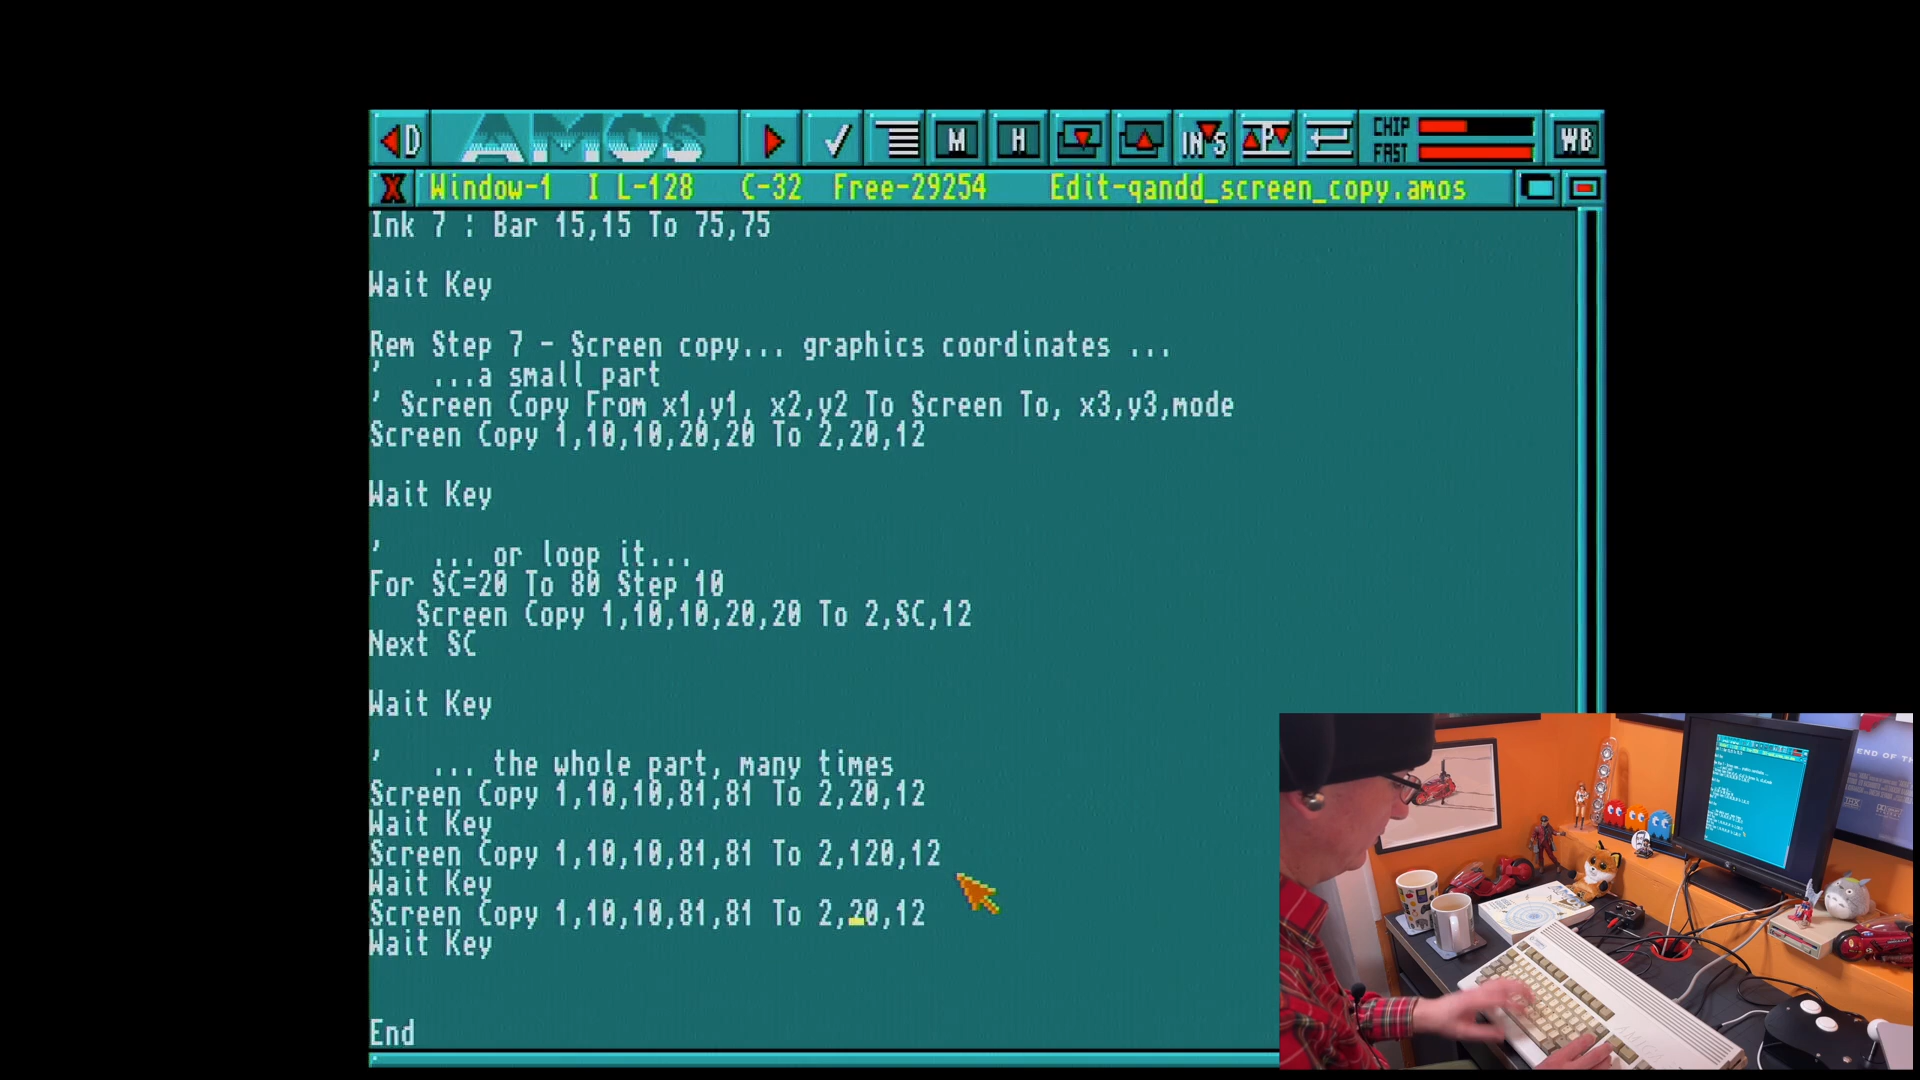 D AMOS M H IN S P CHIP FAST WB
X Window-1 I L-128 C-32 Free-29254 Edit-qandd_screen_copy.amos
Ink 7 : Bar 15,15 To 75,75
Wait Key
Rem Step 7 - Screen copy... graphics coordinates ...
' ...a small part
' Screen Copy From x1,y1, x2,y2 To Screen To, x3,y3,mode
Screen Copy 1,10,10,20,20 To 2,20,12
Wait Key
' ... or loop it...
For SC=20 To 80 Step 10
Screen Copy 1,10,10,20,20 To 2,SC,12
Next SC
Wait Key
' ... the whole part, many times
Screen Copy 1,10,10,81,81 To 2,20,12
Wait Key
Screen Copy 1,10,10,81,81 To 2,120,12
Wait Key
Screen Copy 1,10,10,81,81 To 2,20,12
Wait Key
End
END OF TH